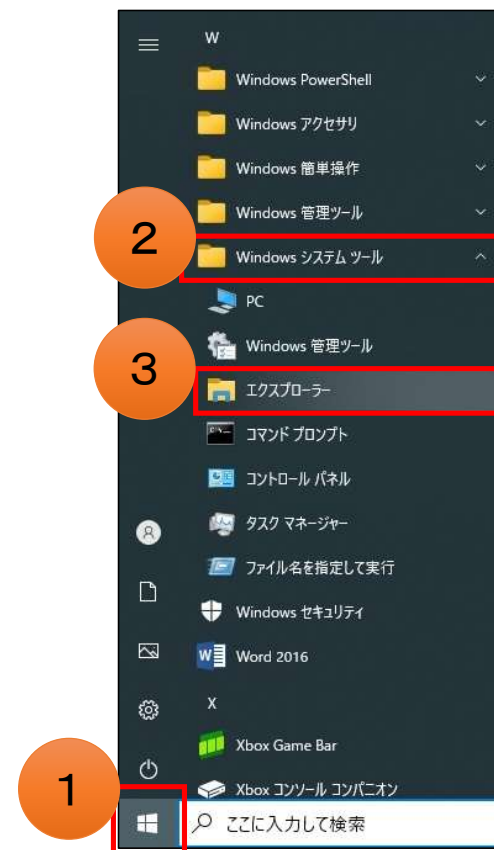 W
Windows PowerShell
Windows アクセサリ
Windows 簡単操作
Windows 管理ツール
2
Windows システム ツール
PC
Windows 管理ツール
3
エクスプローラー
コマンド プロンプト
コントロール パネル
タスク マネージャー
ファイル名を指定して実行
Windows セキュリティ
Word 2016
X
Xbox Game Bar
1
Xbox コンソール コンパニオン
ここに入力して検索